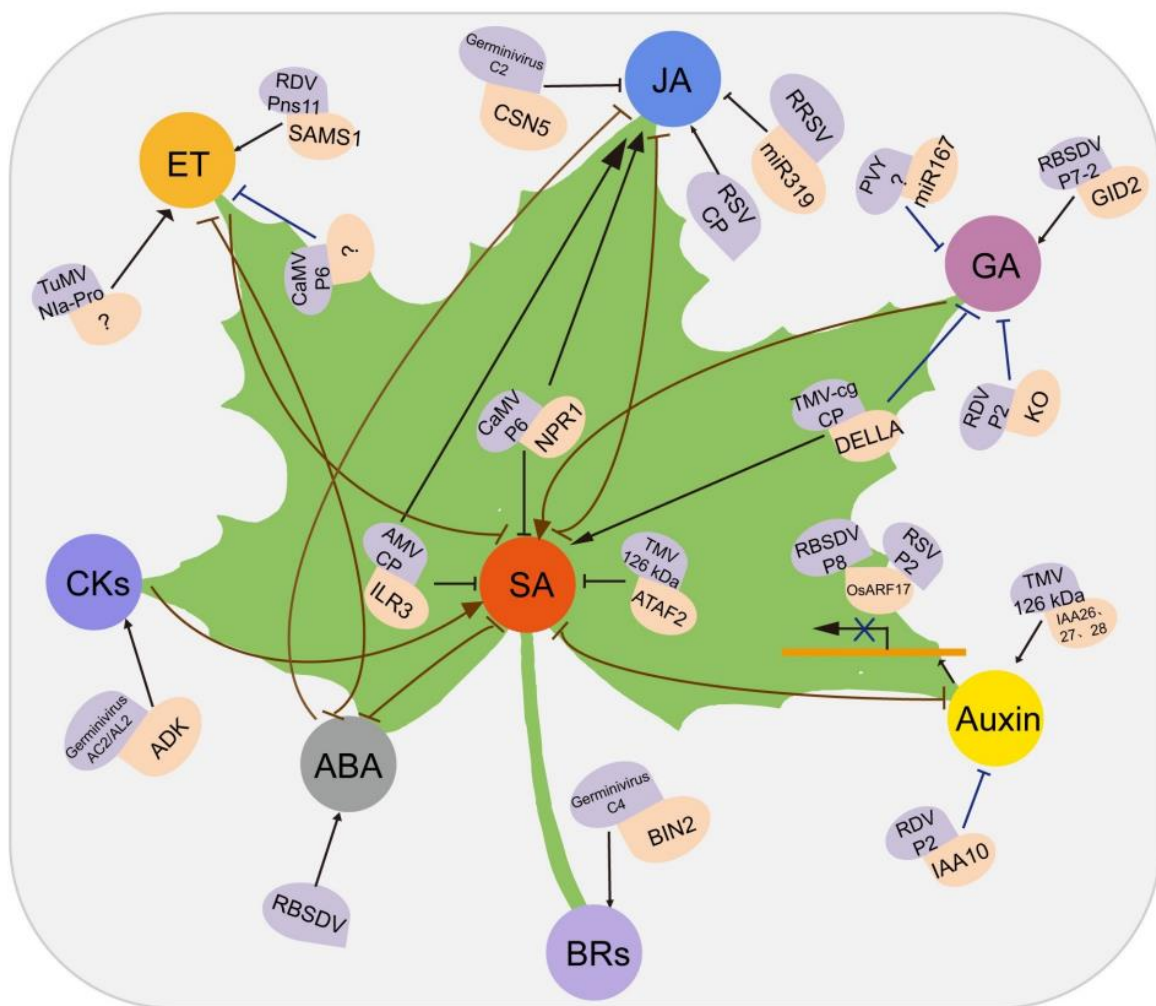 Germinivirus
C2
CSN5
JA
RRSV
miR319
RSV
CP
RDV
Pns11
SAMS1
ET
PVY
?
miR167
RBSDV
P7-2
GID2
GA
TuMV
NIa-Pro
?
CaMV
P6
?
CaMV
P6
NPR1
TMV-cg
CP
DELLA
RDV
P2
KO
CKs
AMV
CP
ILR3
SA
TMV
126 kDa
ATAF2
RBSDV
P8
RSV
P2
OsARF17
TMV
126 kDa
IAA26、
27、28
Germinivirus
AC2/AL2
ADK
ABA
Auxin
Germinivirus
C4
BIN2
RDV
P2
IAA10
RBSDV
BRs